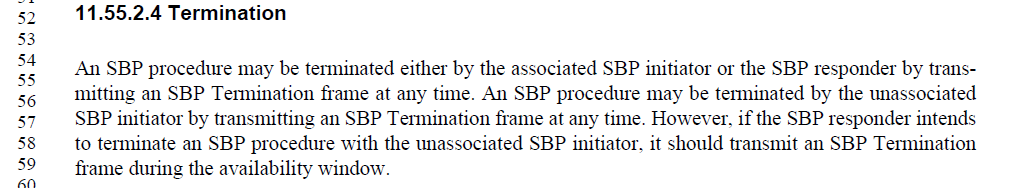 52 11.55.2.4 Termination
53
54 An SBP procedure may be terminated either by the associated SBP initiator or the SBP responder by trans-
55
56 mitting an SBP Termination frame at any time. An SBP procedure may be terminated by the unassociated
57 SBP initiator by transmitting an SBP Termination frame at any time. However, if the SBP responder intends
58 to terminate an SBP procedure with the unassociated SBP initiator, it should transmit an SBP Termination
59 frame during the availability window.
60